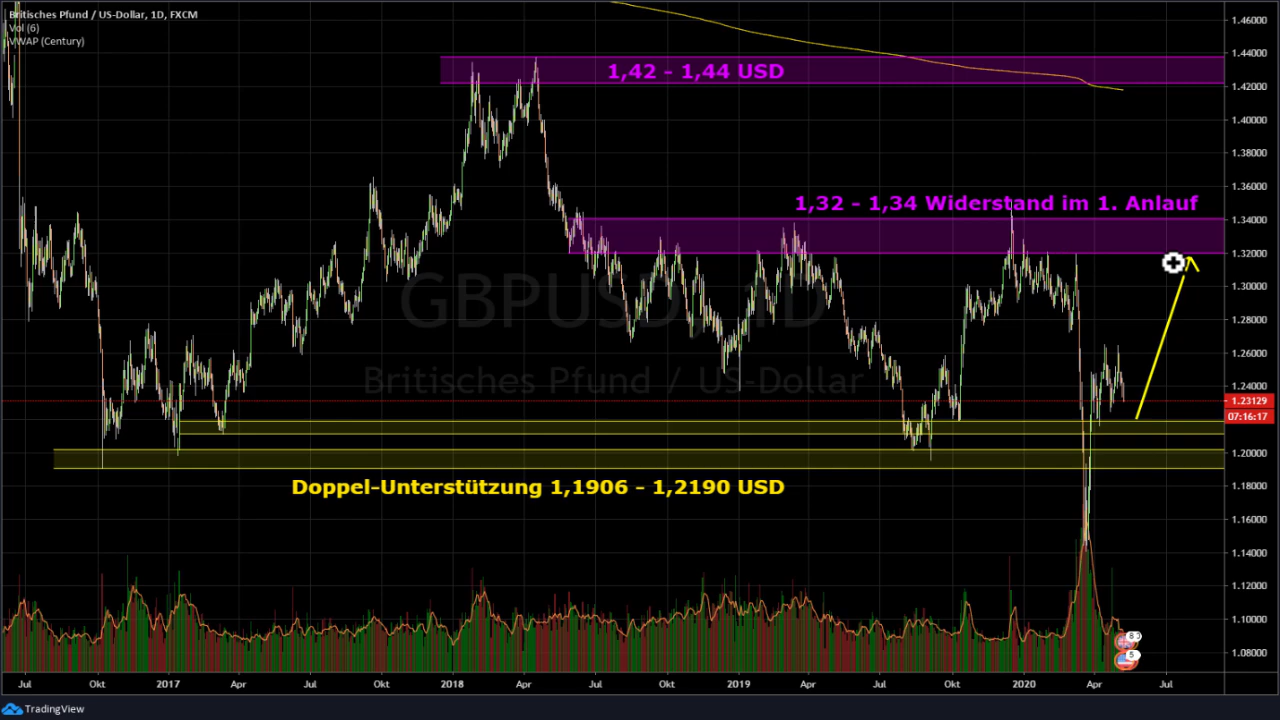 Britisches Pfund / US-Dollar, 1D, FXCM
Vol (6)
VWAP (Century)
1.46000
1.44000
1,42 - 1,44 USD
1.42000
1.40000
1.38000
1.36000
1,32 - 1,34 Widerstand im 1. Anlauf
1.34000
1.32000
1.30000
GBPUSD, 1D
1.28000
1.26000
Britisches Pfund / US-Dollar
1.24000
1.23129
07:16:17
1.20000
Doppel-Unterstützung 1,1906 - 1,2190 USD
1.18000
1.16000
1.14000
1.12000
1.10000
1.08000
5
Jul Okt 2017 Apr Jul Okt 2018 Apr Jul Okt 2019 Apr Jul Okt 2020 Apr Jul
TradingView